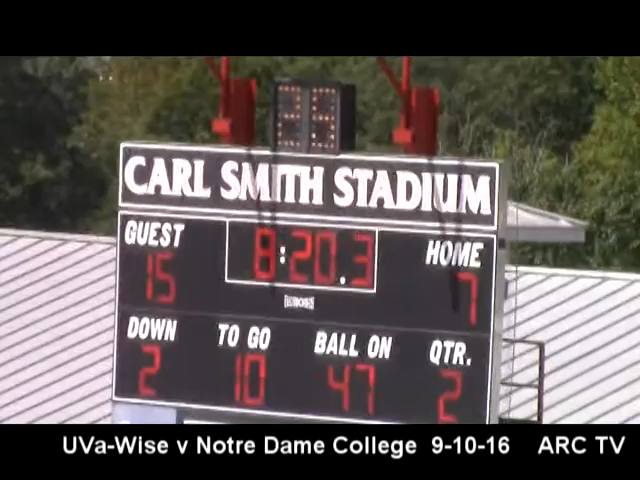 CARL SMITH STADIUM
GUEST 8:20.3 HOME
15 7
DOWN TO GO BALL ON QTR.
2 10 47 2
UVa-Wise v Notre Dame College 9-10-16 ARC TV